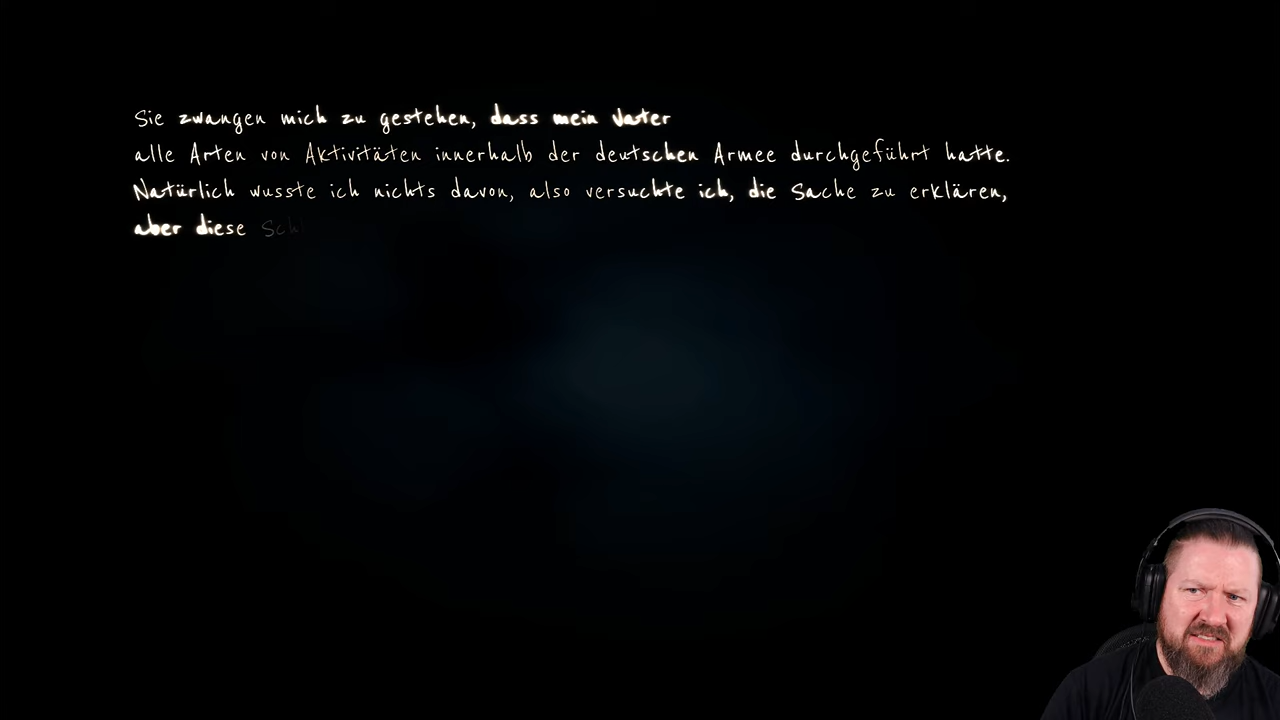 Sie zwangen mich zu gestehen, dass mein Vater
alle Arten von Aktivitäten innerhalb der deutschen Armee durchgeführt hatte.
Natürlich wusste ich nichts davon, also versuchte ich, die Sache zu erklären,
aber diese